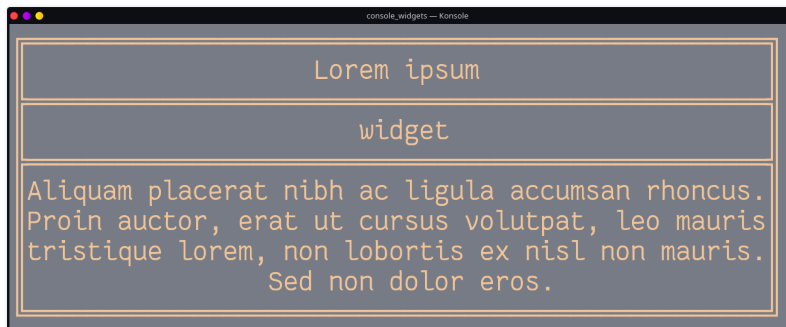 console_widgets — Konsole
Lorem ipsum
widget
Aliquam placerat nibh ac ligula accumsan rhoncus.
Proin auctor, erat ut cursus volutpat, leo mauris
tristique lorem, non lobortis ex nisl non mauris.
Sed non dolor eros.